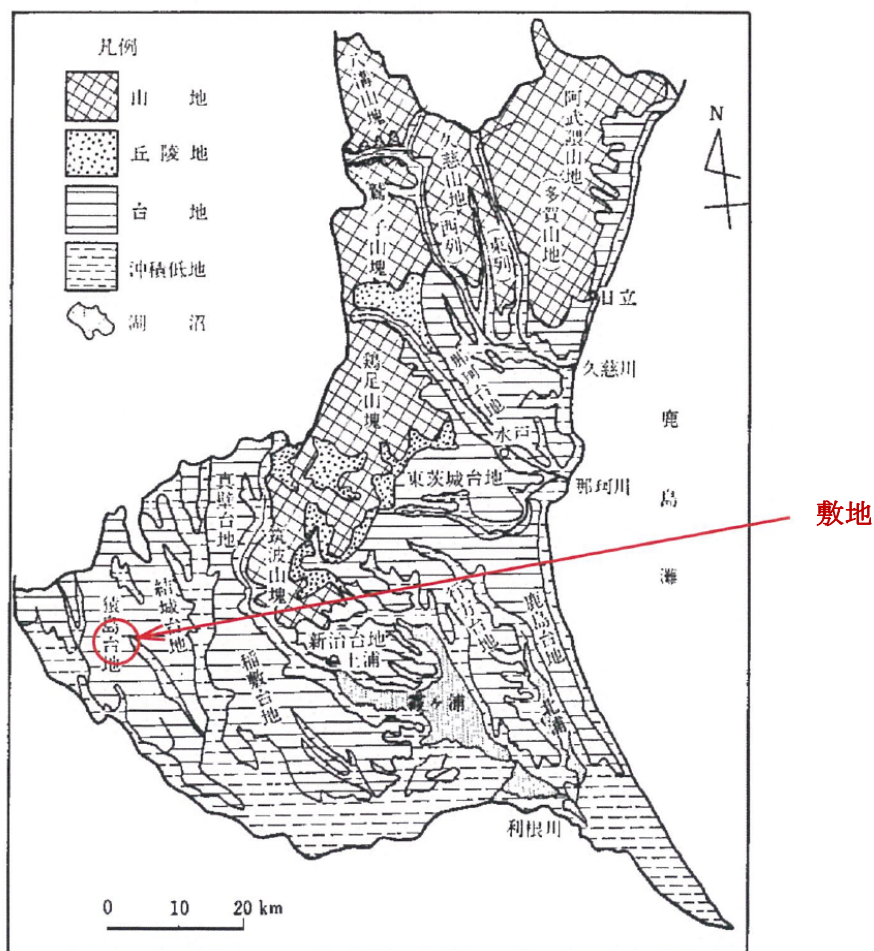 凡例
山地
丘陵地
台地
沖積低地
湖沼
N
八溝山塊
久慈山地(西列)
(東列)
阿武隈山地(多賀山地)
鷲ノ子山塊
日立
久慈川
那珂台地
鶏足山塊
水戸
東茨城台地
那珂川
鹿島灘
敷地
真壁台地
筑波山塊
結城台地
猿島台地
新治台地
土浦
稲敷台地
霞ヶ浦
鹿島台地
北浦
利根川
0 10 20 km